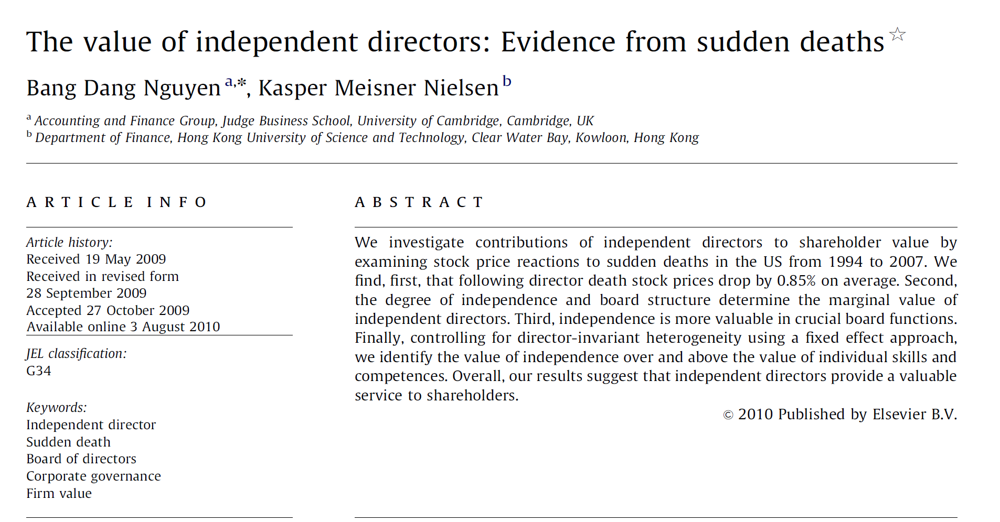 The value of independent directors: Evidence from sudden deaths☆
Bang Dang Nguyen a,*, Kasper Meisner Nielsen b
a Accounting and Finance Group, Judge Business School, University of Cambridge, Cambridge, UK
b Department of Finance, Hong Kong University of Science and Technology, Clear Water Bay, Kowloon, Hong Kong
ARTICLE INFO
Article history:
Received 19 May 2009
Received in revised form
28 September 2009
Accepted 27 October 2009
Available online 3 August 2010
JEL classification:
G34
Keywords:
Independent director
Sudden death
Board of directors
Corporate governance
Firm value
ABSTRACT
We investigate contributions of independent directors to shareholder value by
examining stock price reactions to sudden deaths in the US from 1994 to 2007. We
find, first, that following director death stock prices drop by 0.85% on average. Second,
the degree of independence and board structure determine the marginal value of
independent directors. Third, independence is more valuable in crucial board functions.
Finally, controlling for director-invariant heterogeneity using a fixed effect approach,
we identify the value of independence over and above the value of individual skills and
competences. Overall, our results suggest that independent directors provide a valuable
service to shareholders.
© 2010 Published by Elsevier B.V.